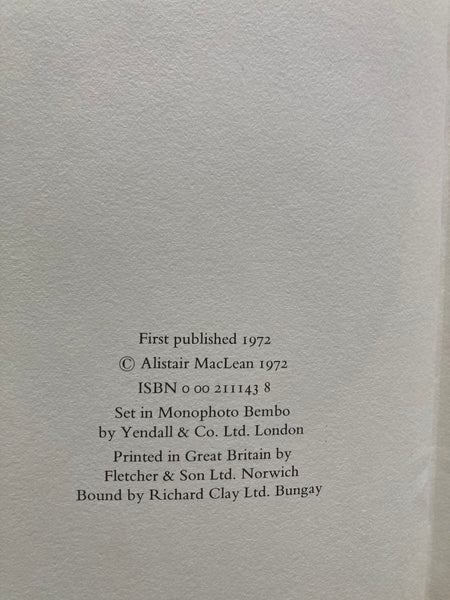 First published 1972
© Alistair MacLean 1972
ISBN 0 00 211143 8
Set in Monophoto Bembo
by Yendall & Co. Ltd. London
Printed in Great Britain by
Fletcher & Son Ltd. Norwich
Bound by Richard Clay Ltd. Bungay